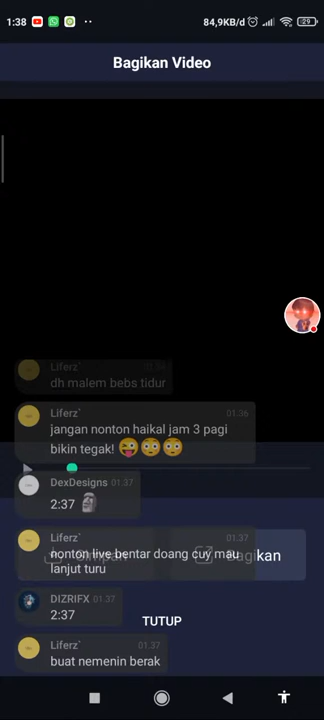 1:38
84,9KB/d
29
Bagikan Video
Liferz`
dh malem bebs tidur
Liferz` 01.36
jangan nonton haikal jam 3 pagi
bikin tegak! 😜😳😳
DexDesigns 01.37
2:37 🗿
Liferz` 01.37
nonton live bentar doang cuy mau
lanjut turu
Simpan
Bagikan
DIZRIFX 01.37
2:37
TUTUP
Liferz` 01.37
buat nemenin berak